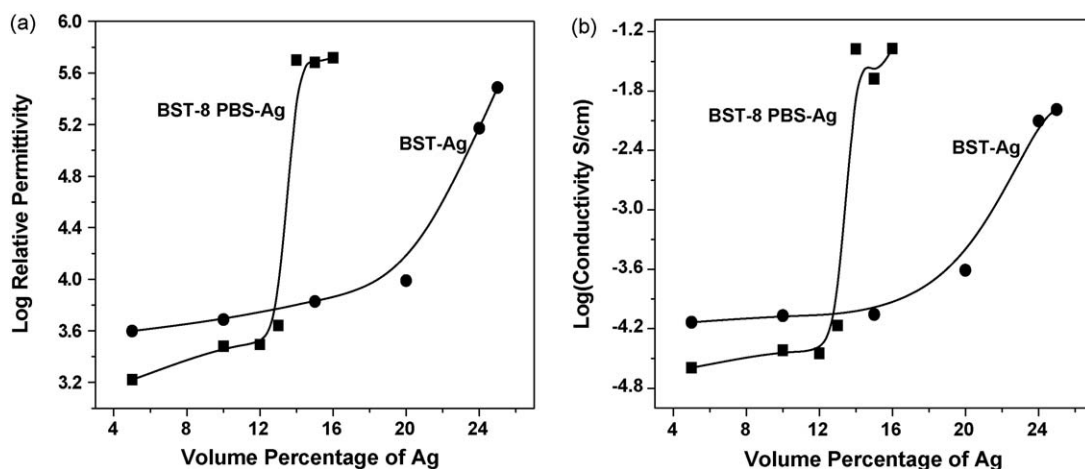 (a)
6.0
5.6
5.2
4.8
4.4
4.0
3.6
3.2
Log Relative Permittivity
BST-8 PBS-Ag
BST-Ag
4 8 12 16 20 24
Volume Percentage of Ag
(b)
-1.2
-1.8
-2.4
-3.0
-3.6
-4.2
-4.8
Log(Conductivity S/cm)
BST-8 PBS-Ag
BST-Ag
4 8 12 16 20 24
Volume Percentage of Ag